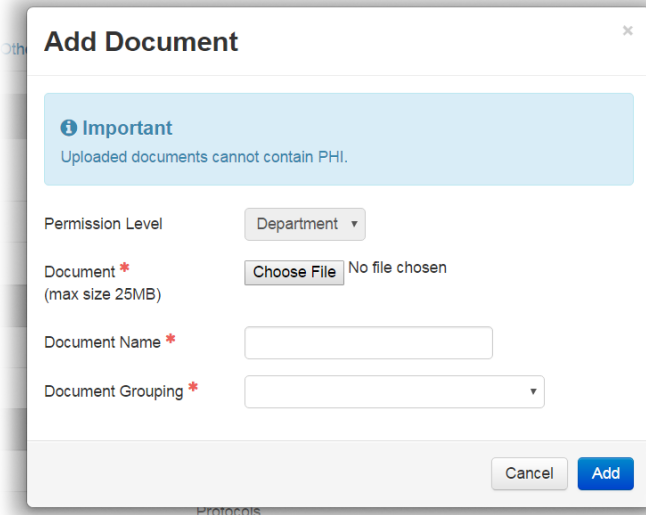 Add Document
×
Important
Uploaded documents cannot contain PHI.
Permission Level
Department
Document *
Choose File No file chosen
(max size 25MB)
Document Name *
Document Grouping *
Cancel
Add
Protocols